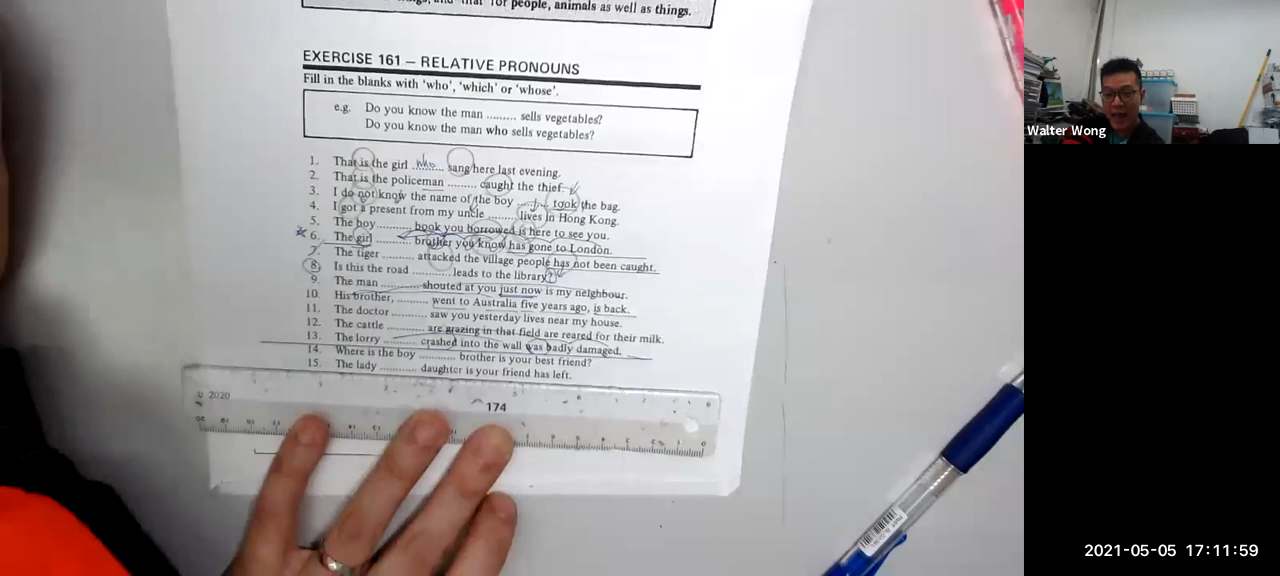 for people, animals as well as things.
EXERCISE 161 – RELATIVE PRONOUNS
Fill in the blanks with 'who', 'which' or 'whose'.
e.g. Do you know the man ......... sells vegetables?
Do you know the man who sells vegetables?
1. That is the girl who sang here last evening.
2. That is the policeman ......... caught the thief.
3. I do not know the name of the boy ......... took the bag.
4. I got a present from my uncle ......... lives in Hong Kong.
5. The boy .......... book you borrowed is here to see you.
6. The girl .......... brother you know has gone to London.
7. The tiger ......... attacked the village people has not been caught.
8. Is this the road ........... leads to the library?
9. The man .......... shouted at you just now is my neighbour.
10. His brother, ......... went to Australia five years ago, is back.
11. The doctor .......... saw you yesterday lives near my house.
12. The cattle .......... are grazing in that field are reared for their milk.
13. The lorry .......... crashed into the wall was badly damaged.
14. Where is the boy .......... brother is your best friend?
15. The lady .......... daughter is your friend has left.
2020
174
Walter Wong
2021-05-05 17:11:59